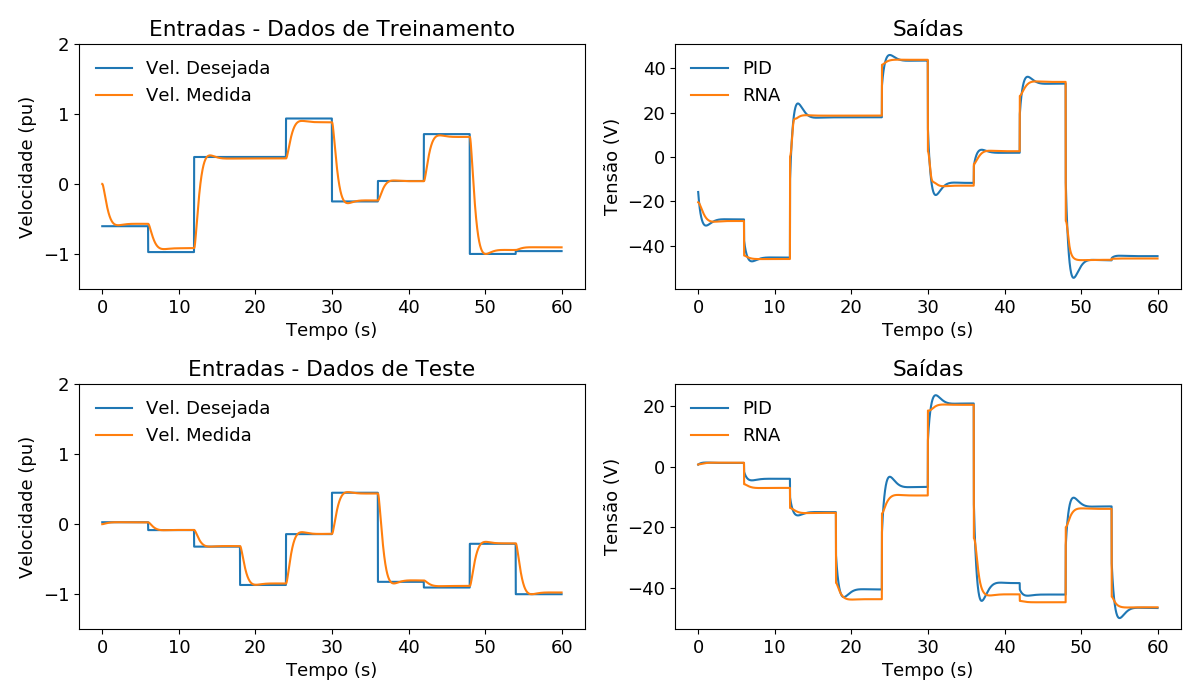 Entradas - Dados de Treinamento
2
1
0
−1
Velocidade (pu)
Vel. Desejada
Vel. Medida
0 10 20 30 40 50 60
Tempo (s)
Saídas
40
20
0
−20
−40
Tensão (V)
PID
RNA
0 10 20 30 40 50 60
Tempo (s)
Entradas - Dados de Teste
2
1
0
−1
Velocidade (pu)
Vel. Desejada
Vel. Medida
0 10 20 30 40 50 60
Tempo (s)
Saídas
20
0
−20
−40
Tensão (V)
PID
RNA
0 10 20 30 40 50 60
Tempo (s)